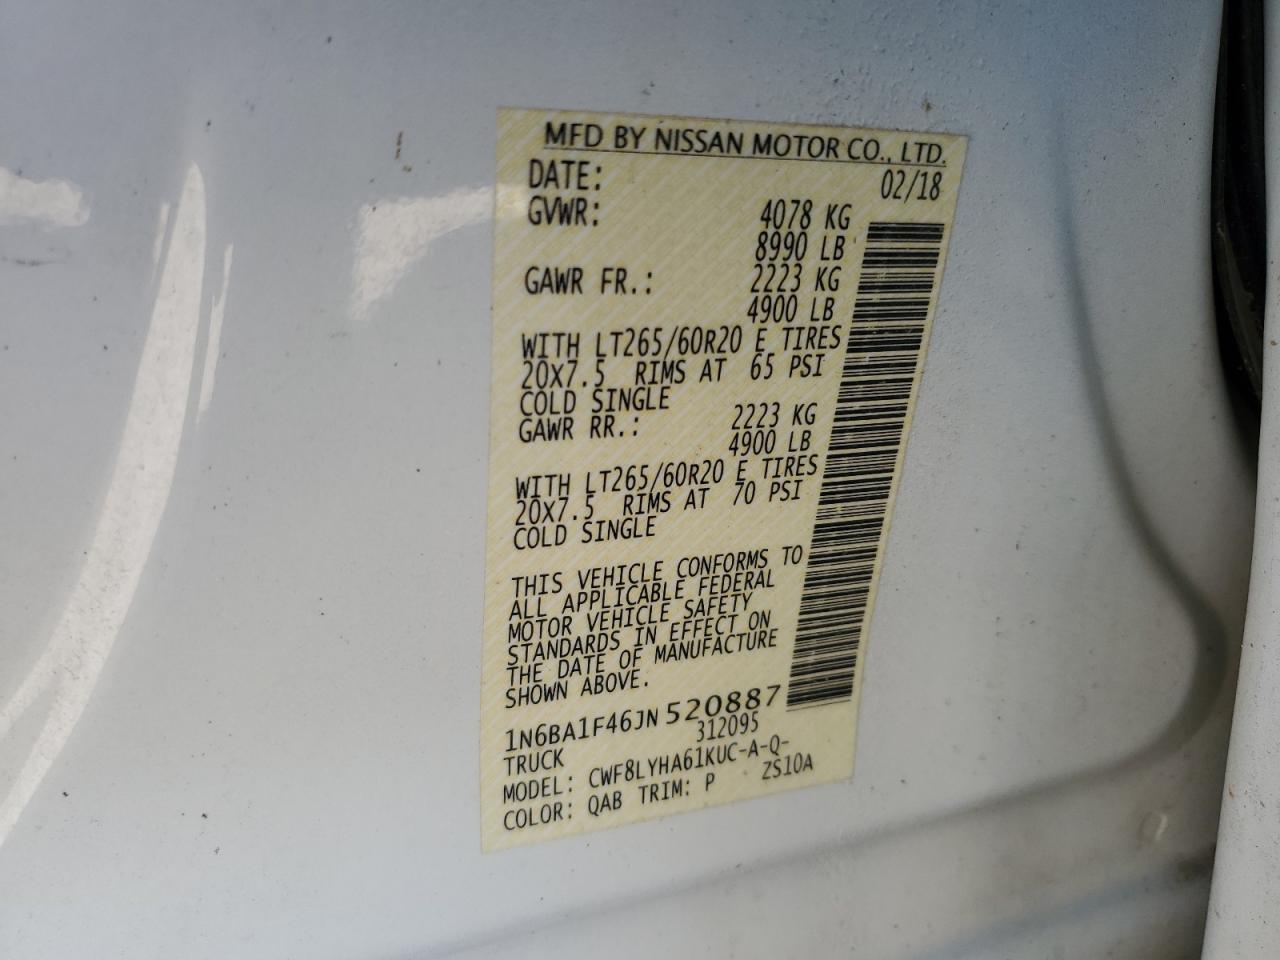 MFD BY NISSAN MOTOR CO., LTD.
DATE: 02/18
GVWR: 4078 KG
8990 LB
GAWR FR.: 2223 KG
4900 LB
WITH LT265/60R20 E TIRES
20X7.5 RIMS AT 65 PSI
COLD SINGLE
GAWR RR.: 2223 KG
4900 LB
WITH LT265/60R20 E TIRES
20X7.5 RIMS AT 70 PSI
COLD SINGLE
THIS VEHICLE CONFORMS TO
ALL APPLICABLE FEDERAL
MOTOR VEHICLE SAFETY
STANDARDS IN EFFECT ON
THE DATE OF MANUFACTURE
SHOWN ABOVE.
1N6BA1F46JN520887
TRUCK 312095
MODEL: CWF8LYHA61KUC-A-Q-
COLOR: QAB TRIM: P ZS10A